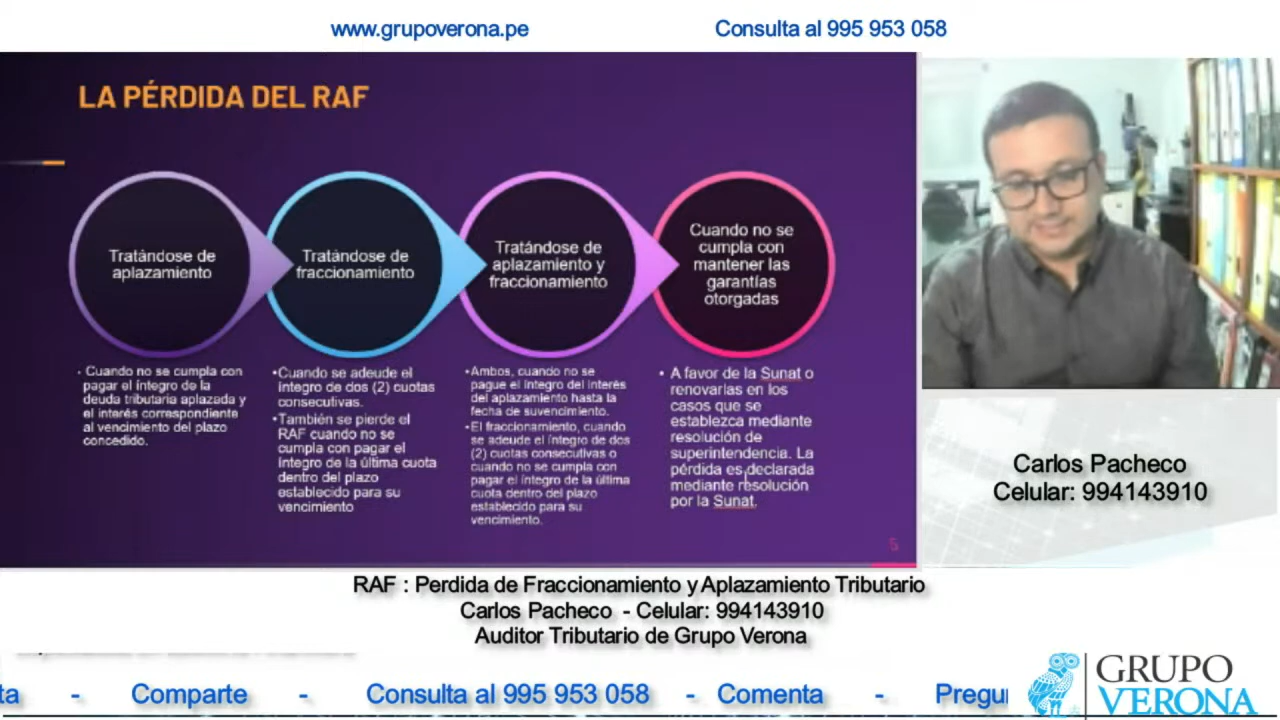 www.grupoverona.pe
Consulta al 995 953 058
LA PÉRDIDA DEL RAF
Tratándose de
aplazamiento
Tratándose de
fraccionamiento
Tratándose de
aplazamiento y
fraccionamiento
Cuando no se
cumpla con
mantener las
garantías
otorgadas
· Cuando no se cumpla con
pagar el íntegro de la
deuda tributaria aplazada y
el interés correspondiente
al vencimiento del plazo
concedido.
•Cuando se adeude el
íntegro de dos (2) cuotas
consecutivas.
•También se pierde el
RAF cuando no se
cumpla con pagar el
íntegro de la última cuota
dentro del plazo
establecido para su
vencimiento
•Ambos, cuando no se
pague el íntegro del interés
del aplazamiento hasta la
fecha de suvencimiento.
•El fraccionamiento, cuando
se adeude el íntegro de dos
(2) cuotas consecutivas o
cuando no se cumpla con
pagar el íntegro de la última
cuota dentro del plazo
establecido para su
vencimiento.
• A favor de la Sunat o
renovarlas en los
casos que se
establezca mediante
resolución de
superintendencia. La
pérdida es declarada
mediante resolución
por la Sunat.
5
Carlos Pacheco
Celular: 994143910
RAF : Perdida de Fraccionamiento y Aplazamiento Tributario
Carlos Pacheco - Celular: 994143910
Auditor Tributario de Grupo Verona
ta - Comparte - Consulta al 995 953 058 - Comenta - Pregu
GRUPO
VERONA